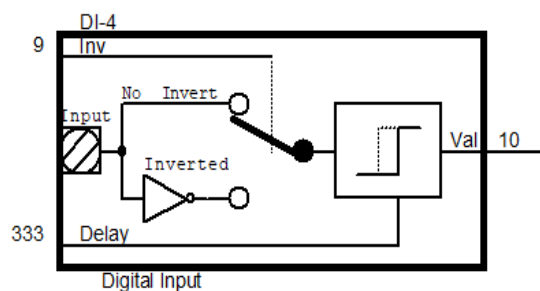 DI-4
9 Inv
No Invert
Input
Inverted
Val 10
333 Delay
Digital Input